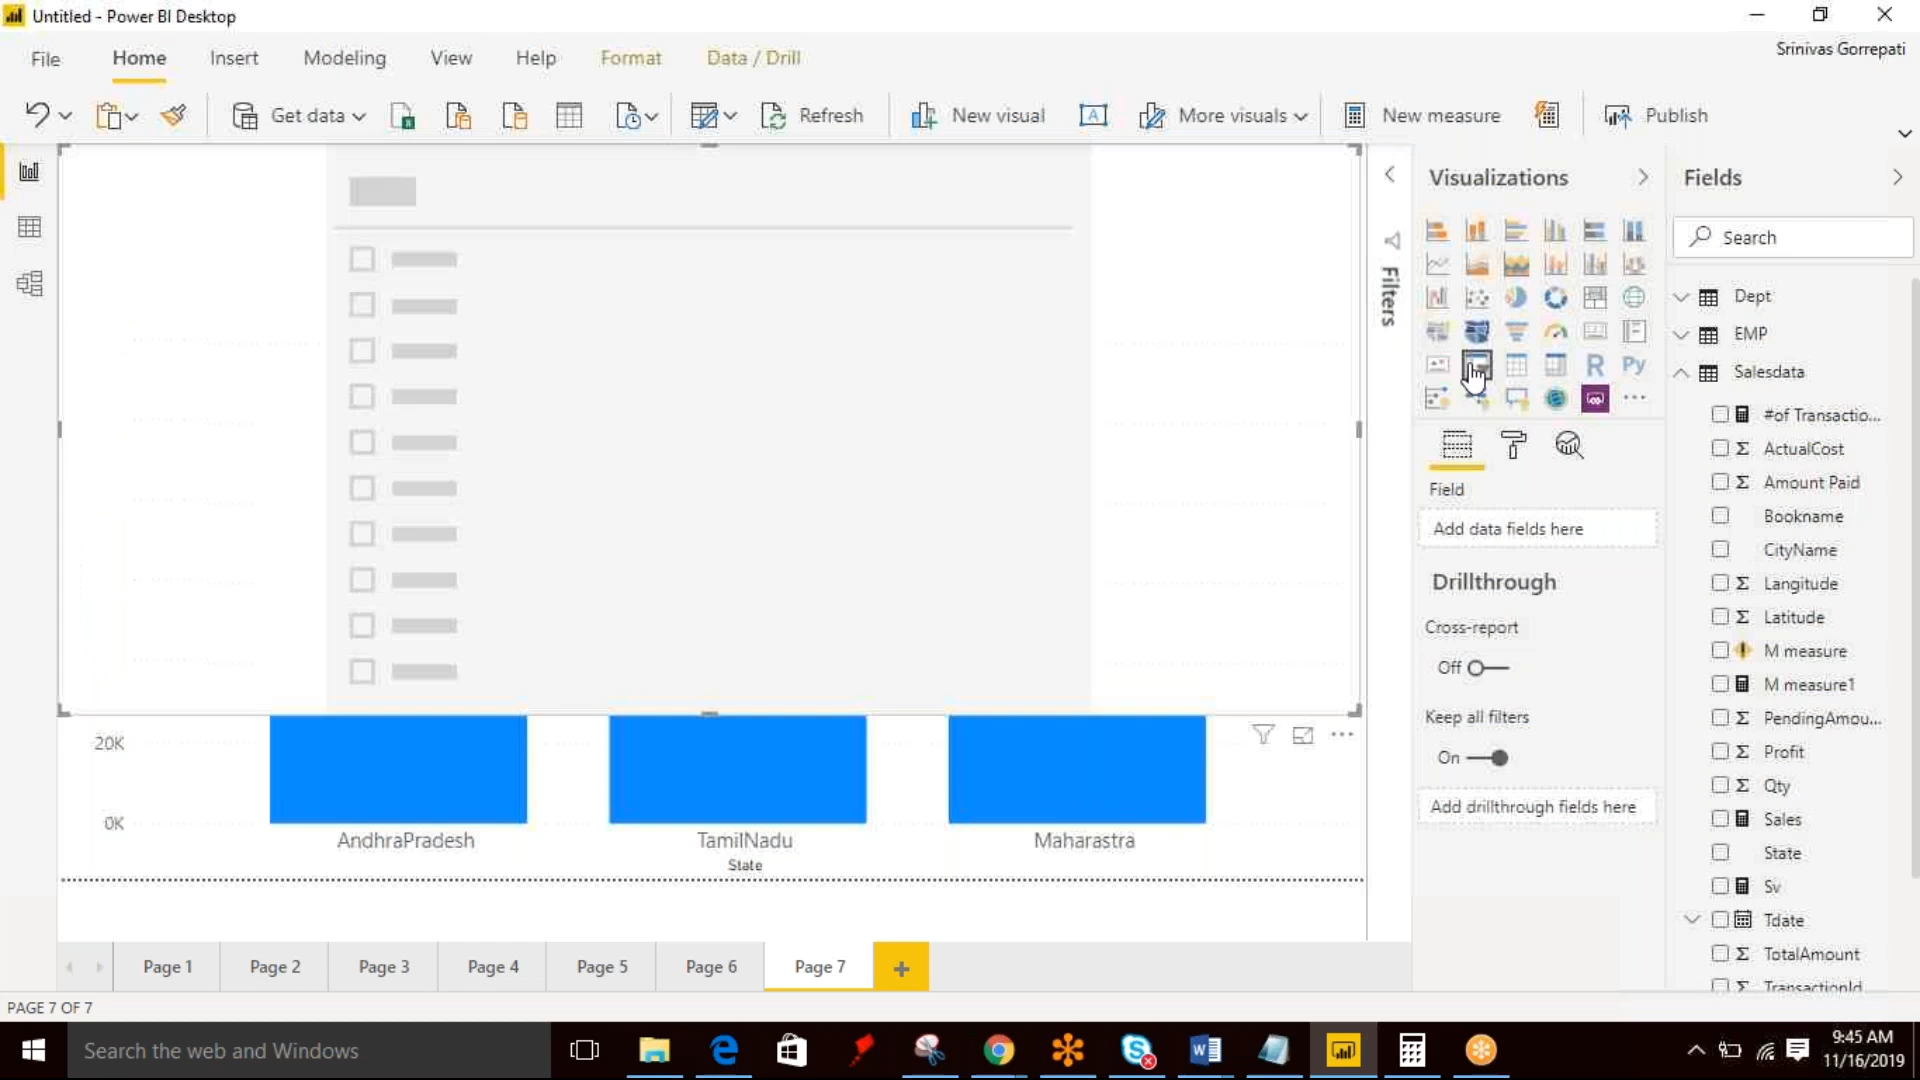 Untitled - Power BI Desktop
Srinivas Gorrepati
File Home Insert Modeling View Help Format Data / Drill
Get data Refresh New visual More visuals New measure Publish
Filters
Visualizations
R Py
Field
Add data fields here
Drillthrough
Cross-report
Off
Keep all filters
On
Add drillthrough fields here
Fields
Search
Dept
EMP
Salesdata
#of Transactio...
ActualCost
Amount Paid
Bookname
CityName
Langitude
Latitude
M measure
M measure1
PendingAmou...
Profit
Qty
Sales
State
Sv
Tdate
TotalAmount
TransactionId
20K
0K
AndhraPradesh TamilNadu Maharastra
State
Page 1 Page 2 Page 3 Page 4 Page 5 Page 6 Page 7 +
PAGE 7 OF 7
Search the web and Windows
9:45 AM
11/16/2019